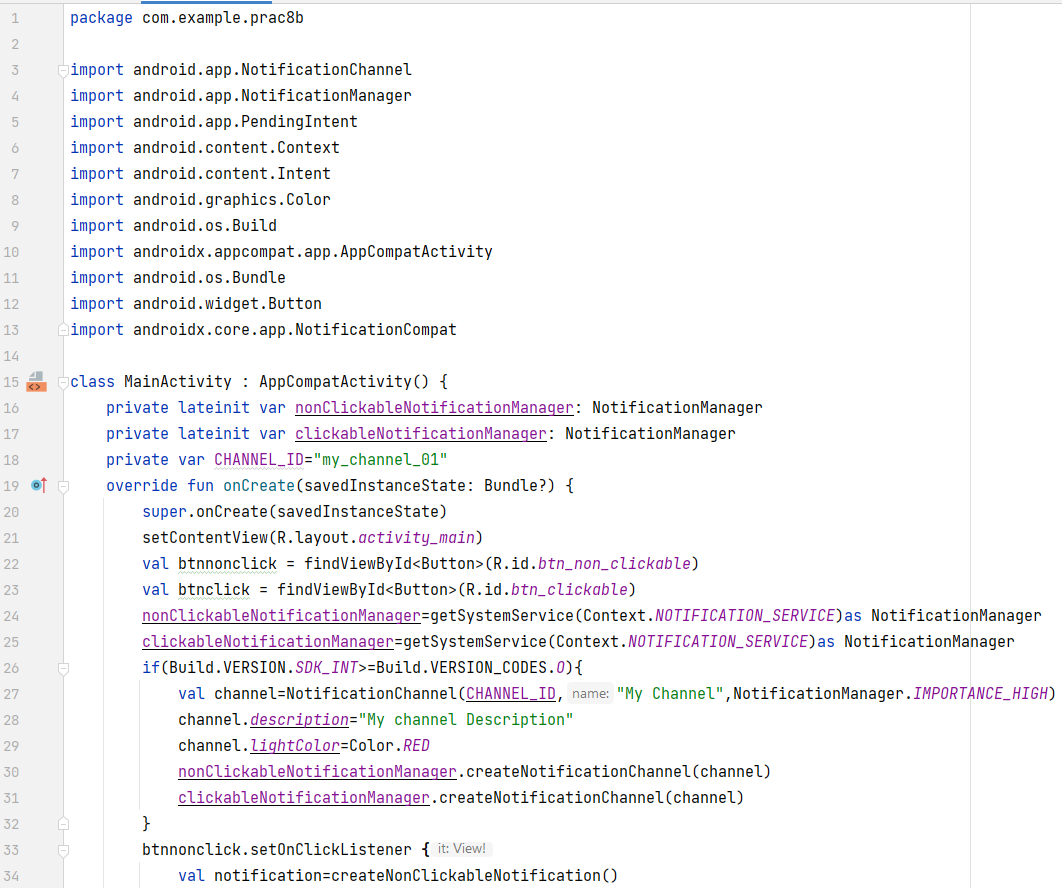 1 package com.example.prac8b
2
3 import android.app.NotificationChannel
4 import android.app.NotificationManager
5 import android.app.PendingIntent
6 import android.content.Context
7 import android.content.Intent
8 import android.graphics.Color
9 import android.os.Build
10 import androidx.appcompat.app.AppCompatActivity
11 import android.os.Bundle
12 import android.widget.Button
13 import androidx.core.app.NotificationCompat
14
15 class MainActivity : AppCompatActivity() {
16     private lateinit var nonClickableNotificationManager: NotificationManager
17     private lateinit var clickableNotificationManager: NotificationManager
18     private var CHANNEL_ID="my_channel_01"
19     override fun onCreate(savedInstanceState: Bundle?) {
20         super.onCreate(savedInstanceState)
21         setContentView(R.layout.activity_main)
22         val btnnonclick = findViewById<Button>(R.id.btn_non_clickable)
23         val btnclick = findViewById<Button>(R.id.btn_clickable)
24         nonClickableNotificationManager=getSystemService(Context.NOTIFICATION_SERVICE)as NotificationManager
25         clickableNotificationManager=getSystemService(Context.NOTIFICATION_SERVICE)as NotificationManager
26         if(Build.VERSION.SDK_INT>=Build.VERSION_CODES.O){
27             val channel=NotificationChannel(CHANNEL_ID, name: "My Channel",NotificationManager.IMPORTANCE_HIGH)
28             channel.description="My channel Description"
29             channel.lightColor=Color.RED
30             nonClickableNotificationManager.createNotificationChannel(channel)
31             clickableNotificationManager.createNotificationChannel(channel)
32         }
33         btnnonclick.setOnClickListener { it: View!
34             val notification=createNonClickableNotification()